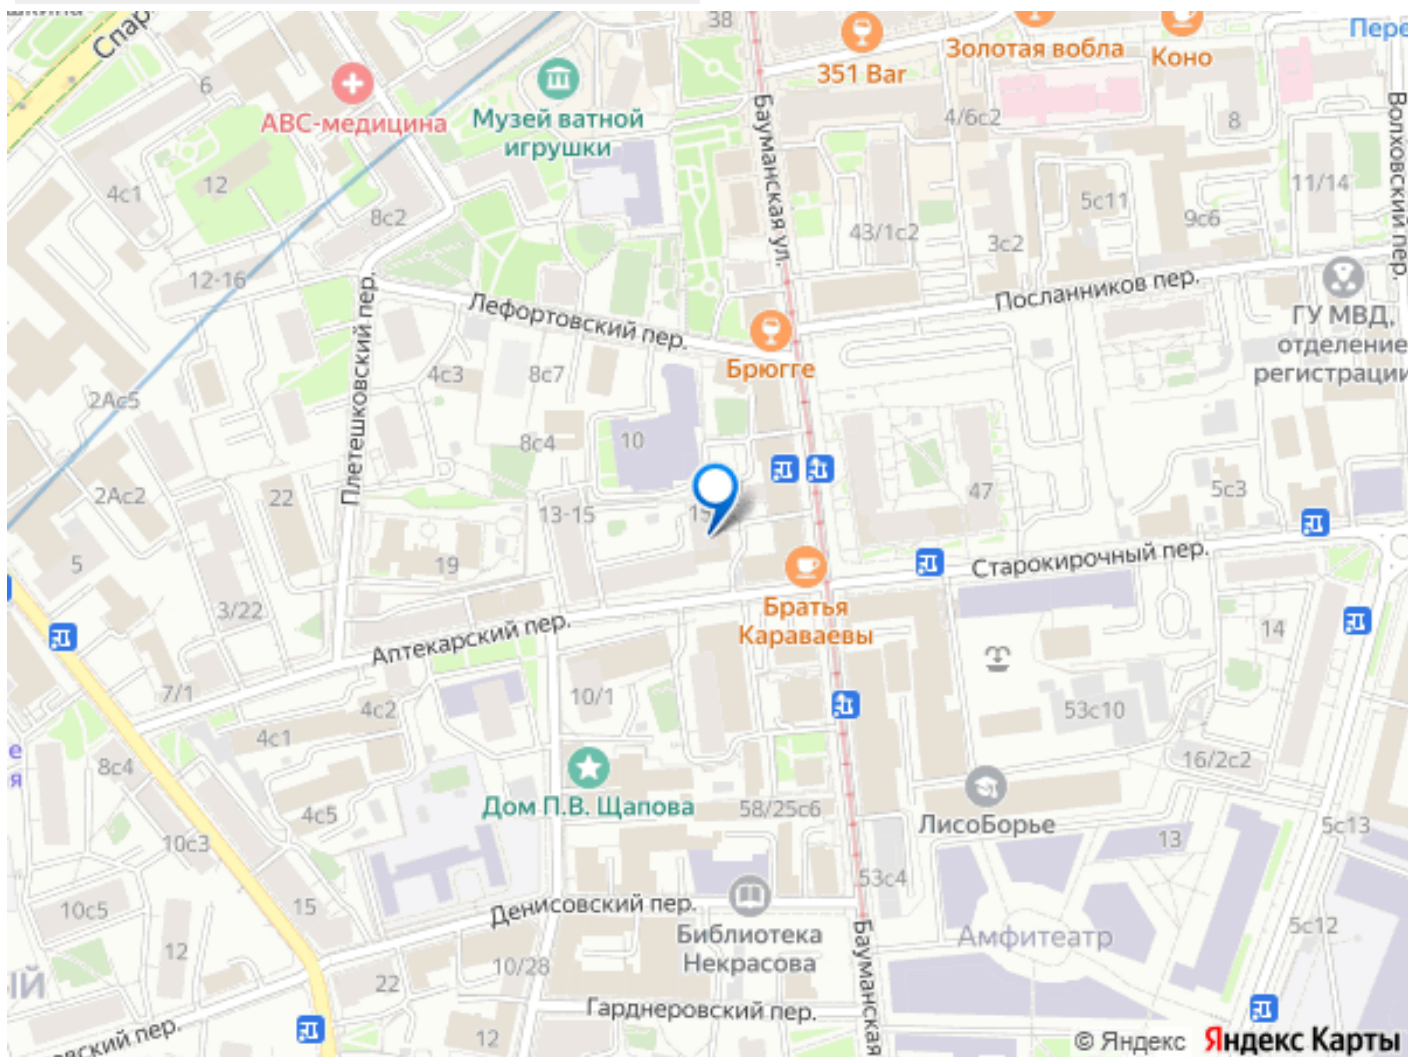 38
351 Bar
Золотая вобла
Коно
Пере
Спар
6
АВС-медицина
Музей ватной
игрушки
Бауманская ул.
4/6с2
8
Волховский пер.
4с1
12
8с2
43/1с2
3с2
5с11
9с6
11/14
12-16
Плетешковский пер.
Лефортовский пер.
Посланников пер.
ГУ МВД,
отделение
регистрации
Брюгге
2Ас5
4с3
8с7
8с4
10
2Ас2
22
13-15
47
5с3
5
19
Старокирочный пер.
3/22
Братья
Караваевы
Аптекарский пер.
14
7/1
4с2
10/1
53с10
4с1
16/2с2
8с4
е
я
Дом П.В. Щапова
58/25с6
4с5
ЛисоБорье
13
5с13
10с3
53с4
10с5
15
Денисовский пер.
Библиотека
Некрасова
Бауманская
Амфитеатр
5с12
12
22
10/28
ЫЙ
Гарднеровский пер.
12
вский пер.
© Яндекс Яндекс Карты